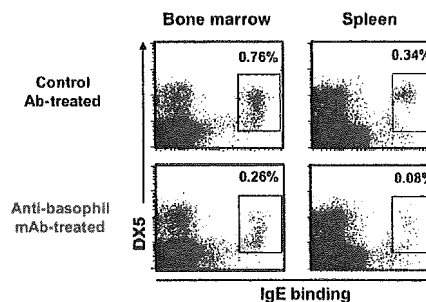 Bone marrow Spleen
Control
Ab-treated
0.76% 0.34%
Anti-basophil
mAb-treated
0.26% 0.08%
DX5
IgE binding